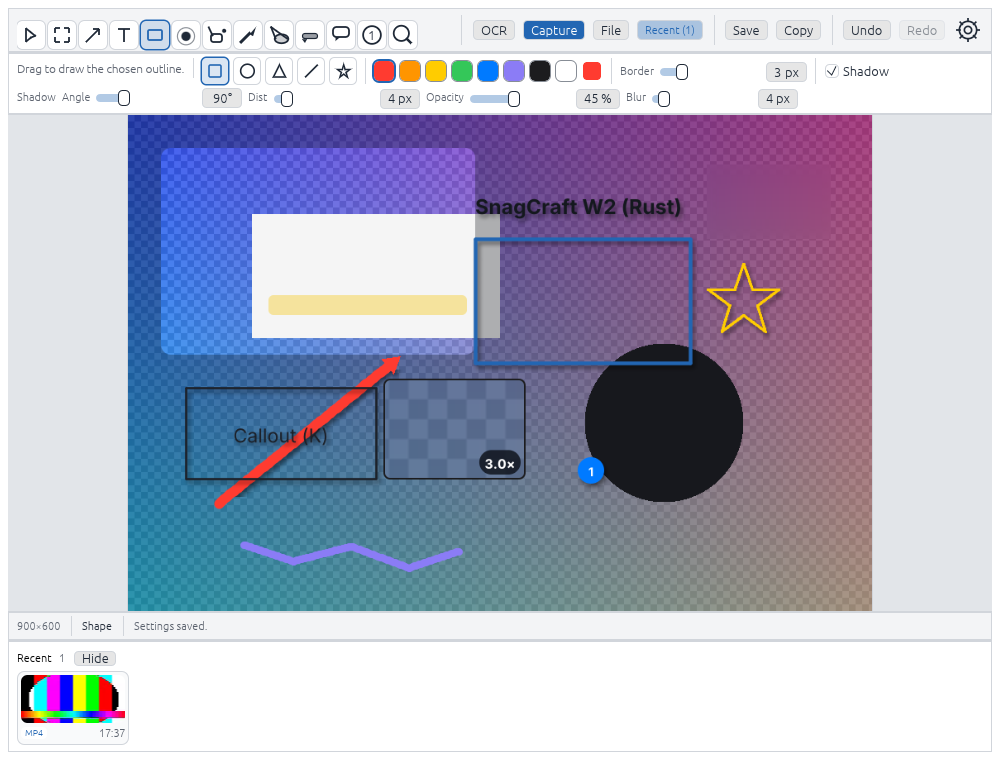 OCR Capture File Recent (1) Save Copy Undo Redo
Drag to draw the chosen outline. Border 3 px Shadow
Shadow Angle 90° Dist 4 px Opacity 45 % Blur 4 px
SnagCraft W2 (Rust)
Callout (K)
3.0×
1
900×600 Shape Settings saved.
Recent 1 Hide
MP4 17:37